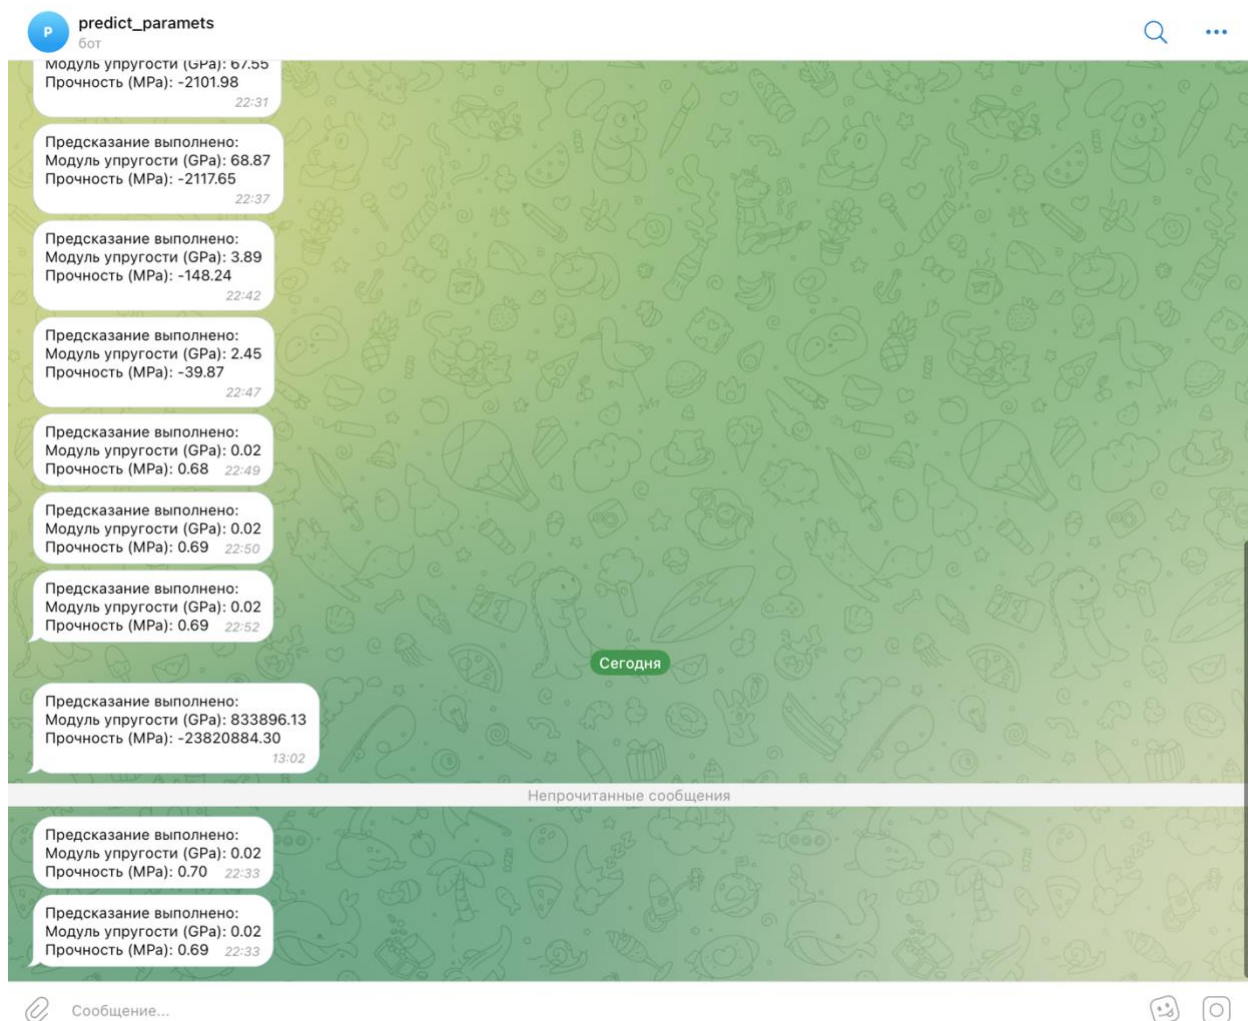 P
predict_paramets
бот
Модуль упругости (GPa): 67.55
Прочность (MPa): -2101.98
22:31
Предсказание выполнено:
Модуль упругости (GPa): 68.87
Прочность (MPa): -2117.65
22:37
Предсказание выполнено:
Модуль упругости (GPa): 3.89
Прочность (MPa): -148.24
22:42
Предсказание выполнено:
Модуль упругости (GPa): 2.45
Прочность (MPa): -39.87
22:47
Предсказание выполнено:
Модуль упругости (GPa): 0.02
Прочность (MPa): 0.68 22:49
Предсказание выполнено:
Модуль упругости (GPa): 0.02
Прочность (MPa): 0.69 22:50
Предсказание выполнено:
Модуль упругости (GPa): 0.02
Прочность (MPa): 0.69 22:52
Сегодня
Предсказание выполнено:
Модуль упругости (GPa): 833896.13
Прочность (MPa): -23820884.30
13:02
Непрочитанные сообщения
Предсказание выполнено:
Модуль упругости (GPa): 0.02
Прочность (MPa): 0.70 22:33
Предсказание выполнено:
Модуль упругости (GPa): 0.02
Прочность (MPa): 0.69 22:33
Сообщение...